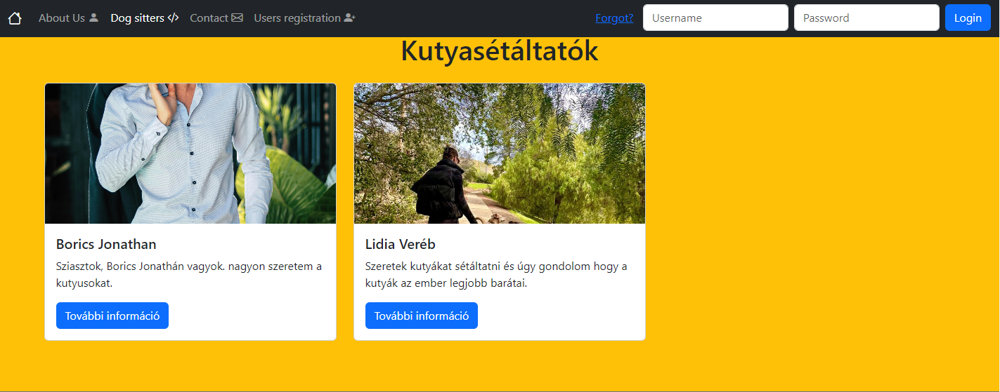 About Us Dog sitters Contact Users registration Forgot? Username Password Login
Kutyasétáltatók
Borics Jonathan
Sziasztok, Borics Jonathán vagyok. nagyon szeretem a
kutyusokat.
További információ
Lidia Veréb
Szeretek kutyákat sétáltatni és úgy gondolom hogy a
kutyák az ember legjobb barátai.
További információ